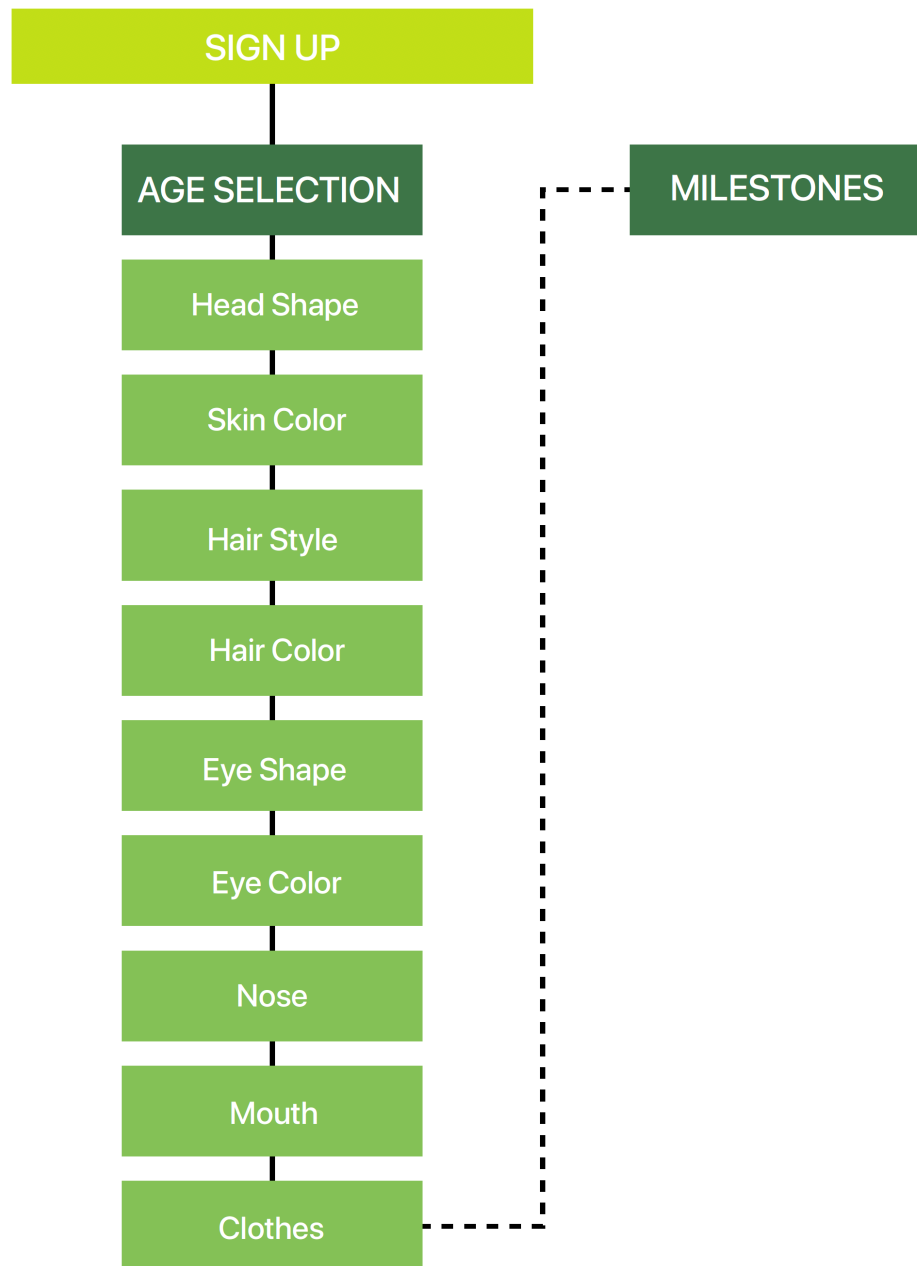 SIGN UP
AGE SELECTION
Head Shape
Skin Color
Hair Style
Hair Color
Eye Shape
Eye Color
Nose
Mouth
Clothes
MILESTONES